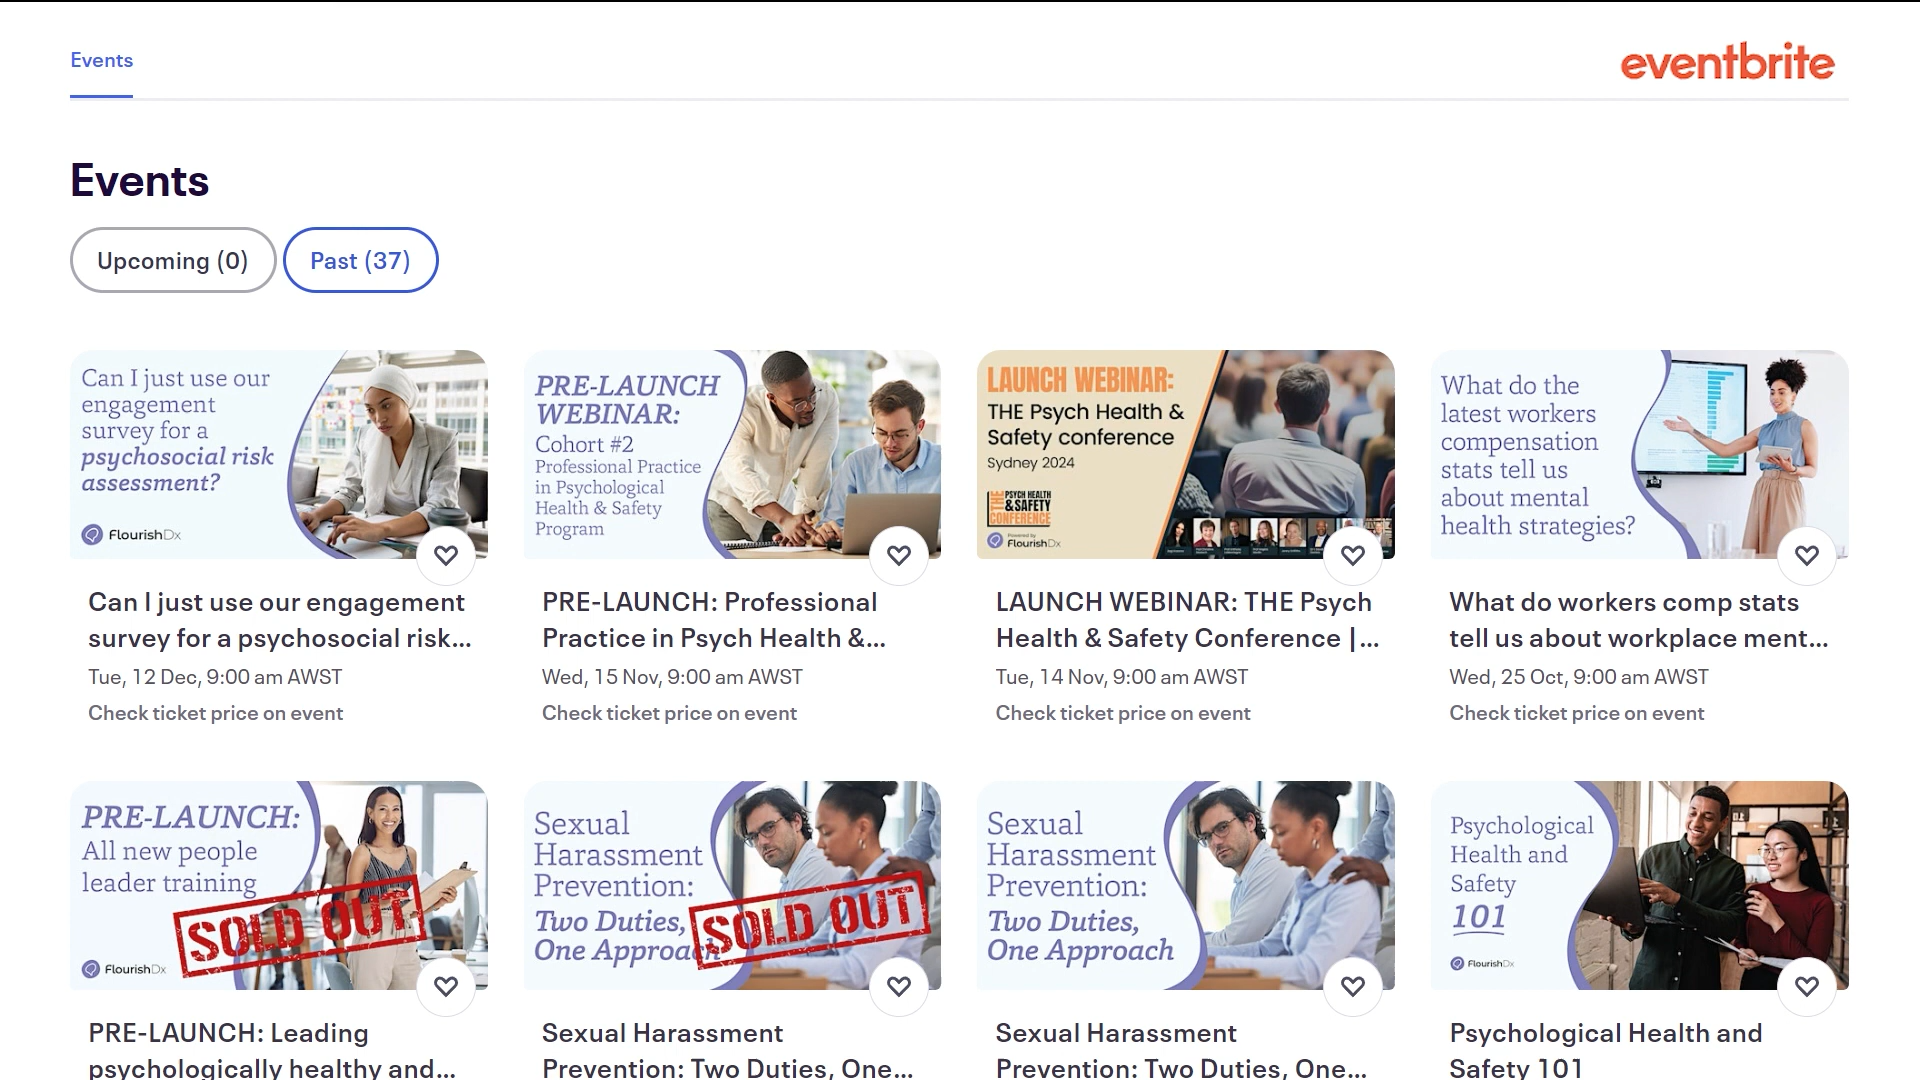 Events
eventbrite
Events
Upcoming (0)
Past (37)
Can I just use our
engagement
survey for a
psychosocial risk
assessment?
FlourishDx
PRE-LAUNCH
WEBINAR:
Cohort #2
Professional Practice
in Psychological
Health & Safety
Program
LAUNCH WEBINAR:
THE Psych Health &
Safety conference
Sydney 2024
THE PSYCH HEALTH
& SAFETY
CONFERENCE
Powered by
FlourishDx
What do the
latest workers
compensation
stats tell us
about mental
health strategies?
Can I just use our engagement
survey for a psychosocial risk...
Tue, 12 Dec, 9:00 am AWST
Check ticket price on event
PRE-LAUNCH: Professional
Practice in Psych Health &...
Wed, 15 Nov, 9:00 am AWST
Check ticket price on event
LAUNCH WEBINAR: THE Psych
Health & Safety Conference |...
Tue, 14 Nov, 9:00 am AWST
Check ticket price on event
What do workers comp stats
tell us about workplace ment...
Wed, 25 Oct, 9:00 am AWST
Check ticket price on event
PRE-LAUNCH:
All new people
leader training
SOLD OUT
FlourishDx
Sexual
Harassment
Prevention:
Two Duties,
One Approach
SOLD OUT
Sexual
Harassment
Prevention:
Two Duties,
One Approach
Psychological
Health and
Safety
101
FlourishDx
PRE-LAUNCH: Leading
psychologically healthy and...
Sexual Harassment
Prevention: Two Duties, One...
Sexual Harassment
Prevention: Two Duties, One...
Psychological Health and
Safety 101